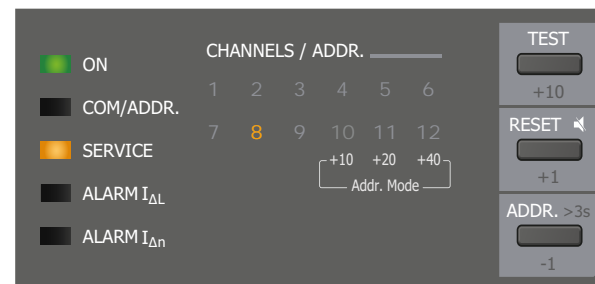 ON
COM/ADDR.
SERVICE
ALARM IΔL
ALARM IΔn
CHANNELS / ADDR.
1 2 3 4 5 6
7 8 9 10 11 12
+10 +20 +40
Addr. Mode
TEST
+10
RESET
+1
ADDR. >3s
-1